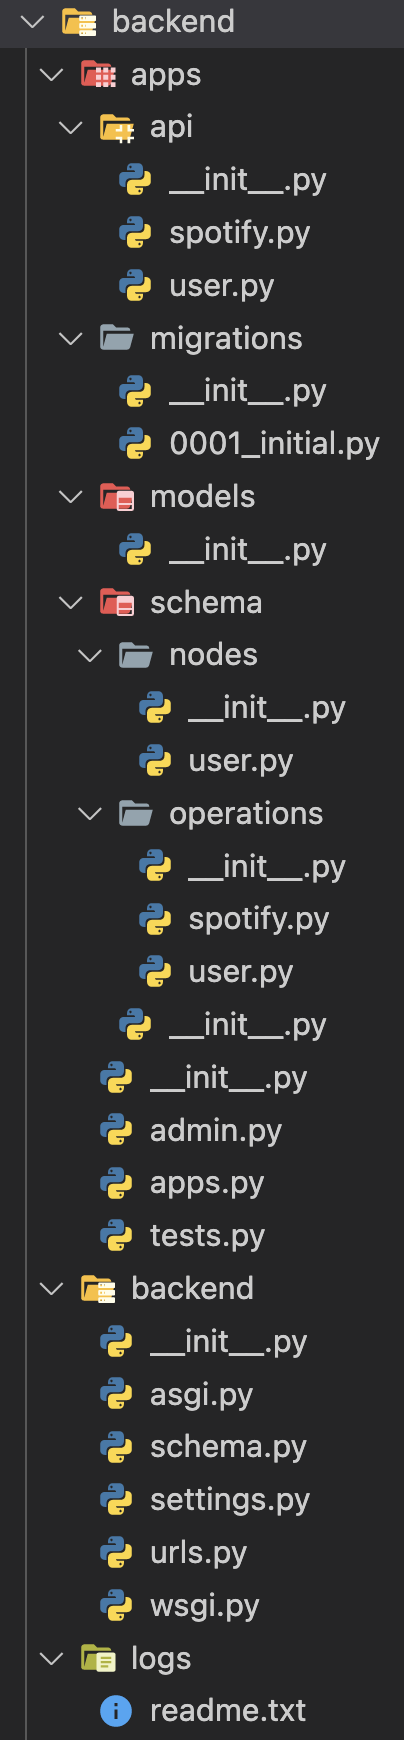 backend
apps
api
__init__.py
spotify.py
user.py
migrations
__init__.py
0001_initial.py
models
__init__.py
schema
nodes
__init__.py
user.py
operations
__init__.py
spotify.py
user.py
__init__.py
__init__.py
admin.py
apps.py
tests.py
backend
__init__.py
asgi.py
schema.py
settings.py
urls.py
wsgi.py
logs
readme.txt